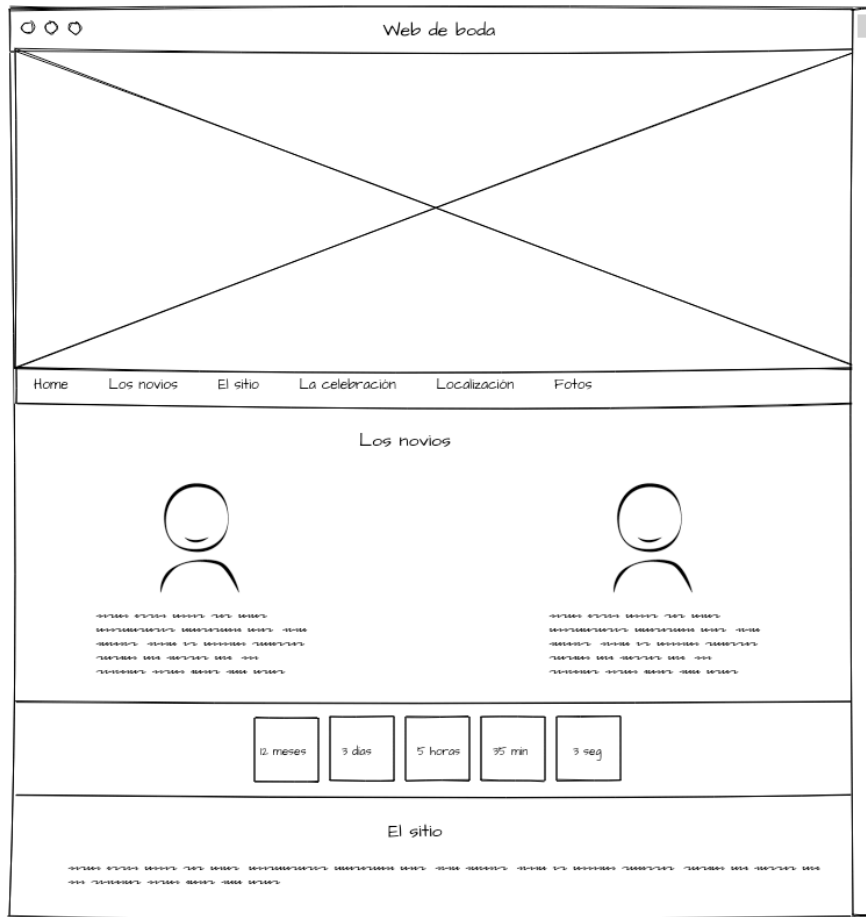 Web de boda
Home Los novios El sitio La celebración Localización Fotos
Los novios
12 meses 3 dias 5 horas 35 min 3 seg
El sitio